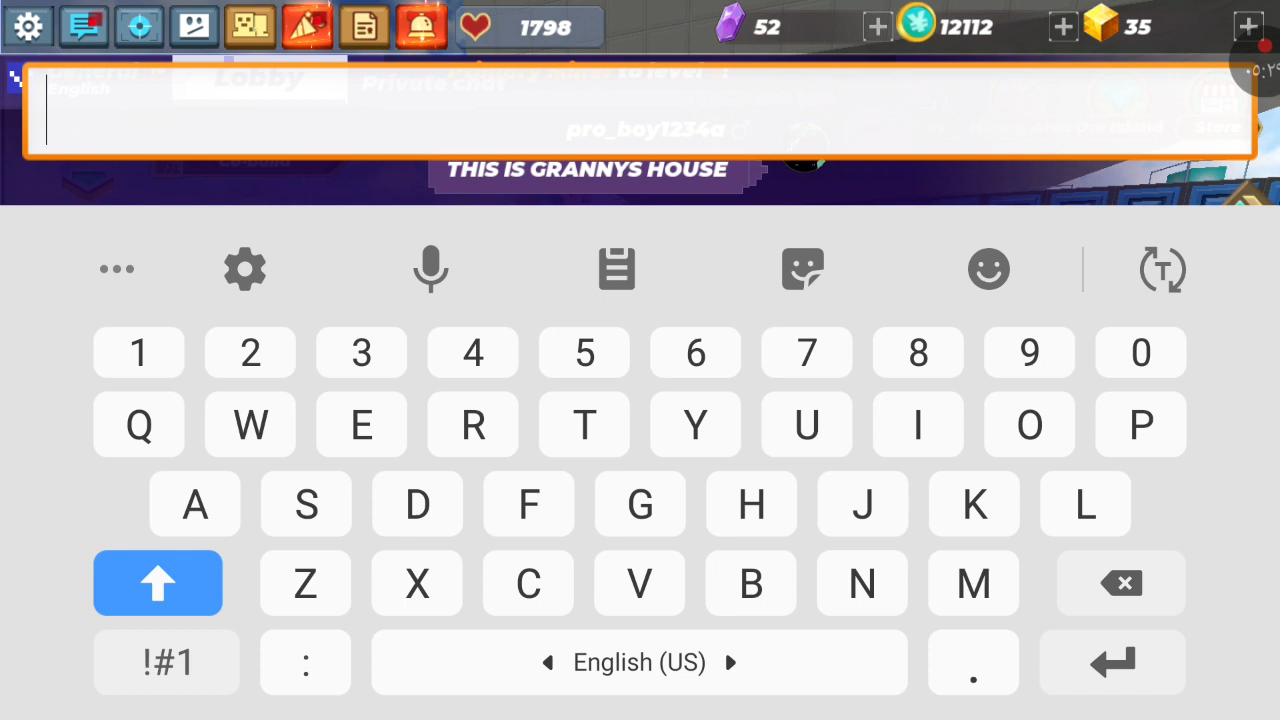 1798 52 12112 35
Lobby
Private chat
English
pro_boy1234a
Store
THIS IS GRANNYS HOUSE
1 2 3 4 5 6 7 8 9 0
Q W E R T Y U I O P
A S D F G H J K L
Z X C V B N M
!#1 : English (US) .